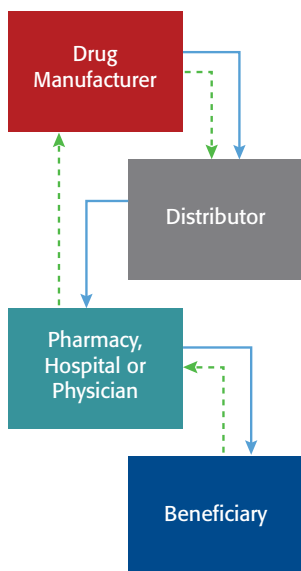 Drug
Manufacturer
Distributor
Pharmacy,
Hospital or
Physician
Beneficiary